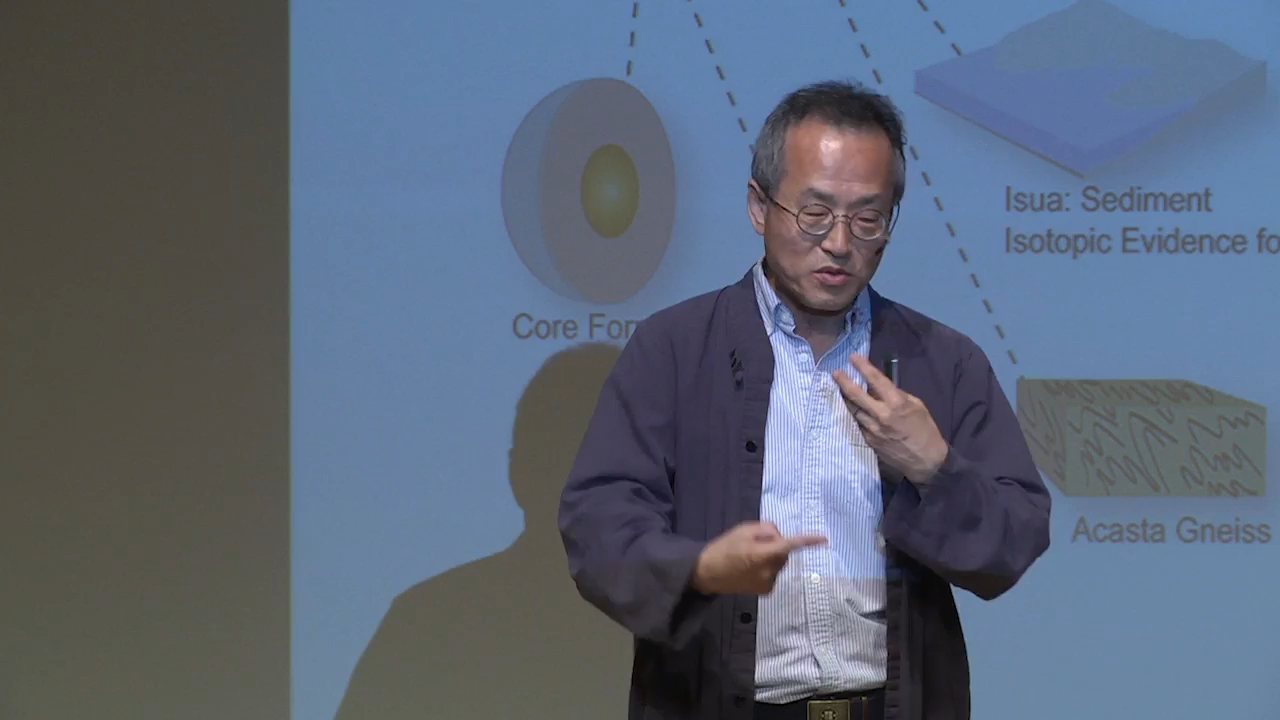 Isua: Sediment
Isotopic Evidence fo
Core For
Acasta Gneiss